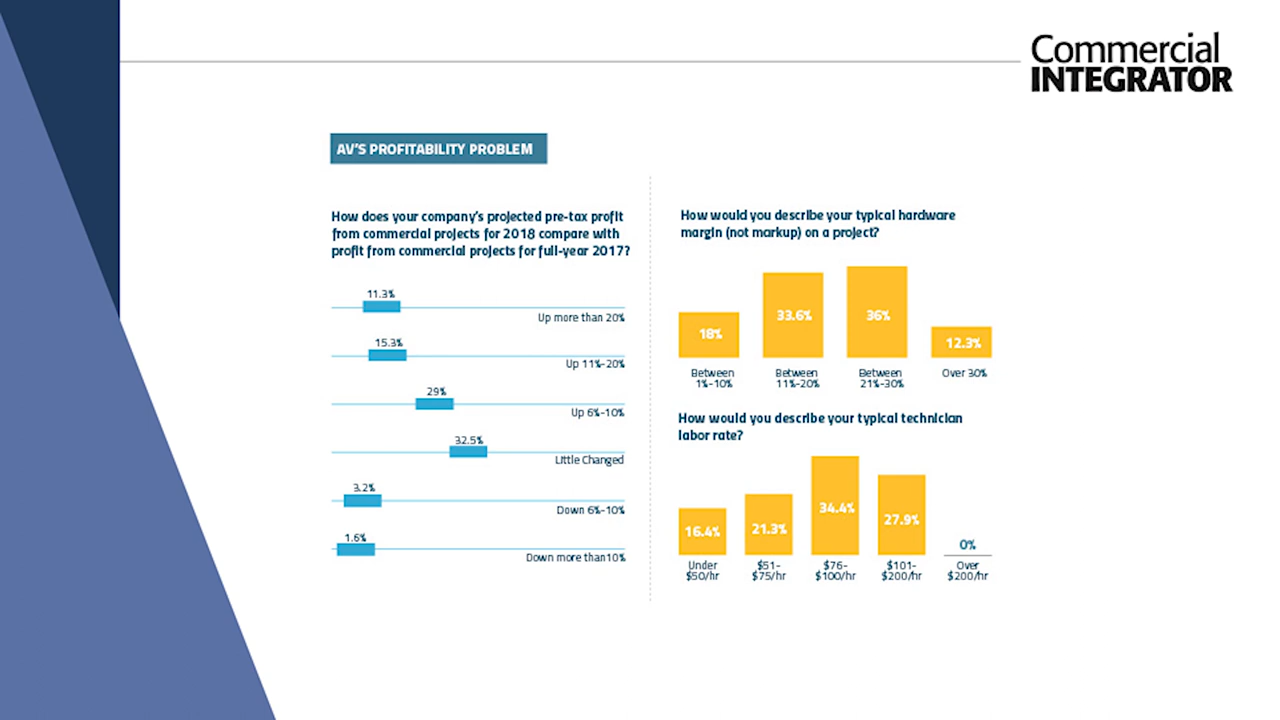 Commercial
INTEGRATOR
AV'S PROFITABILITY PROBLEM
How does your company's projected pre-tax profit
from commercial projects for 2018 compare with
profit from commercial projects for full-year 2017?
11.3%
Up more than 20%
15.3%
Up 11%-20%
29%
Up 6%-10%
32.5%
Little Changed
3.2%
Down 6%-10%
1.6%
Down more than10%
How would you describe your typical hardware
margin (not markup) on a project?
18%
33.6%
36%
12.3%
Between
1%-10%
Between
11%-20%
Between
21%-30%
Over 30%
How would you describe your typical technician
labor rate?
16.4%
21.3%
34.4%
27.9%
0%
Under
$50/hr
$51-
$75/hr
$76-
$100/hr
$101-
$200/hr
Over
$200/hr